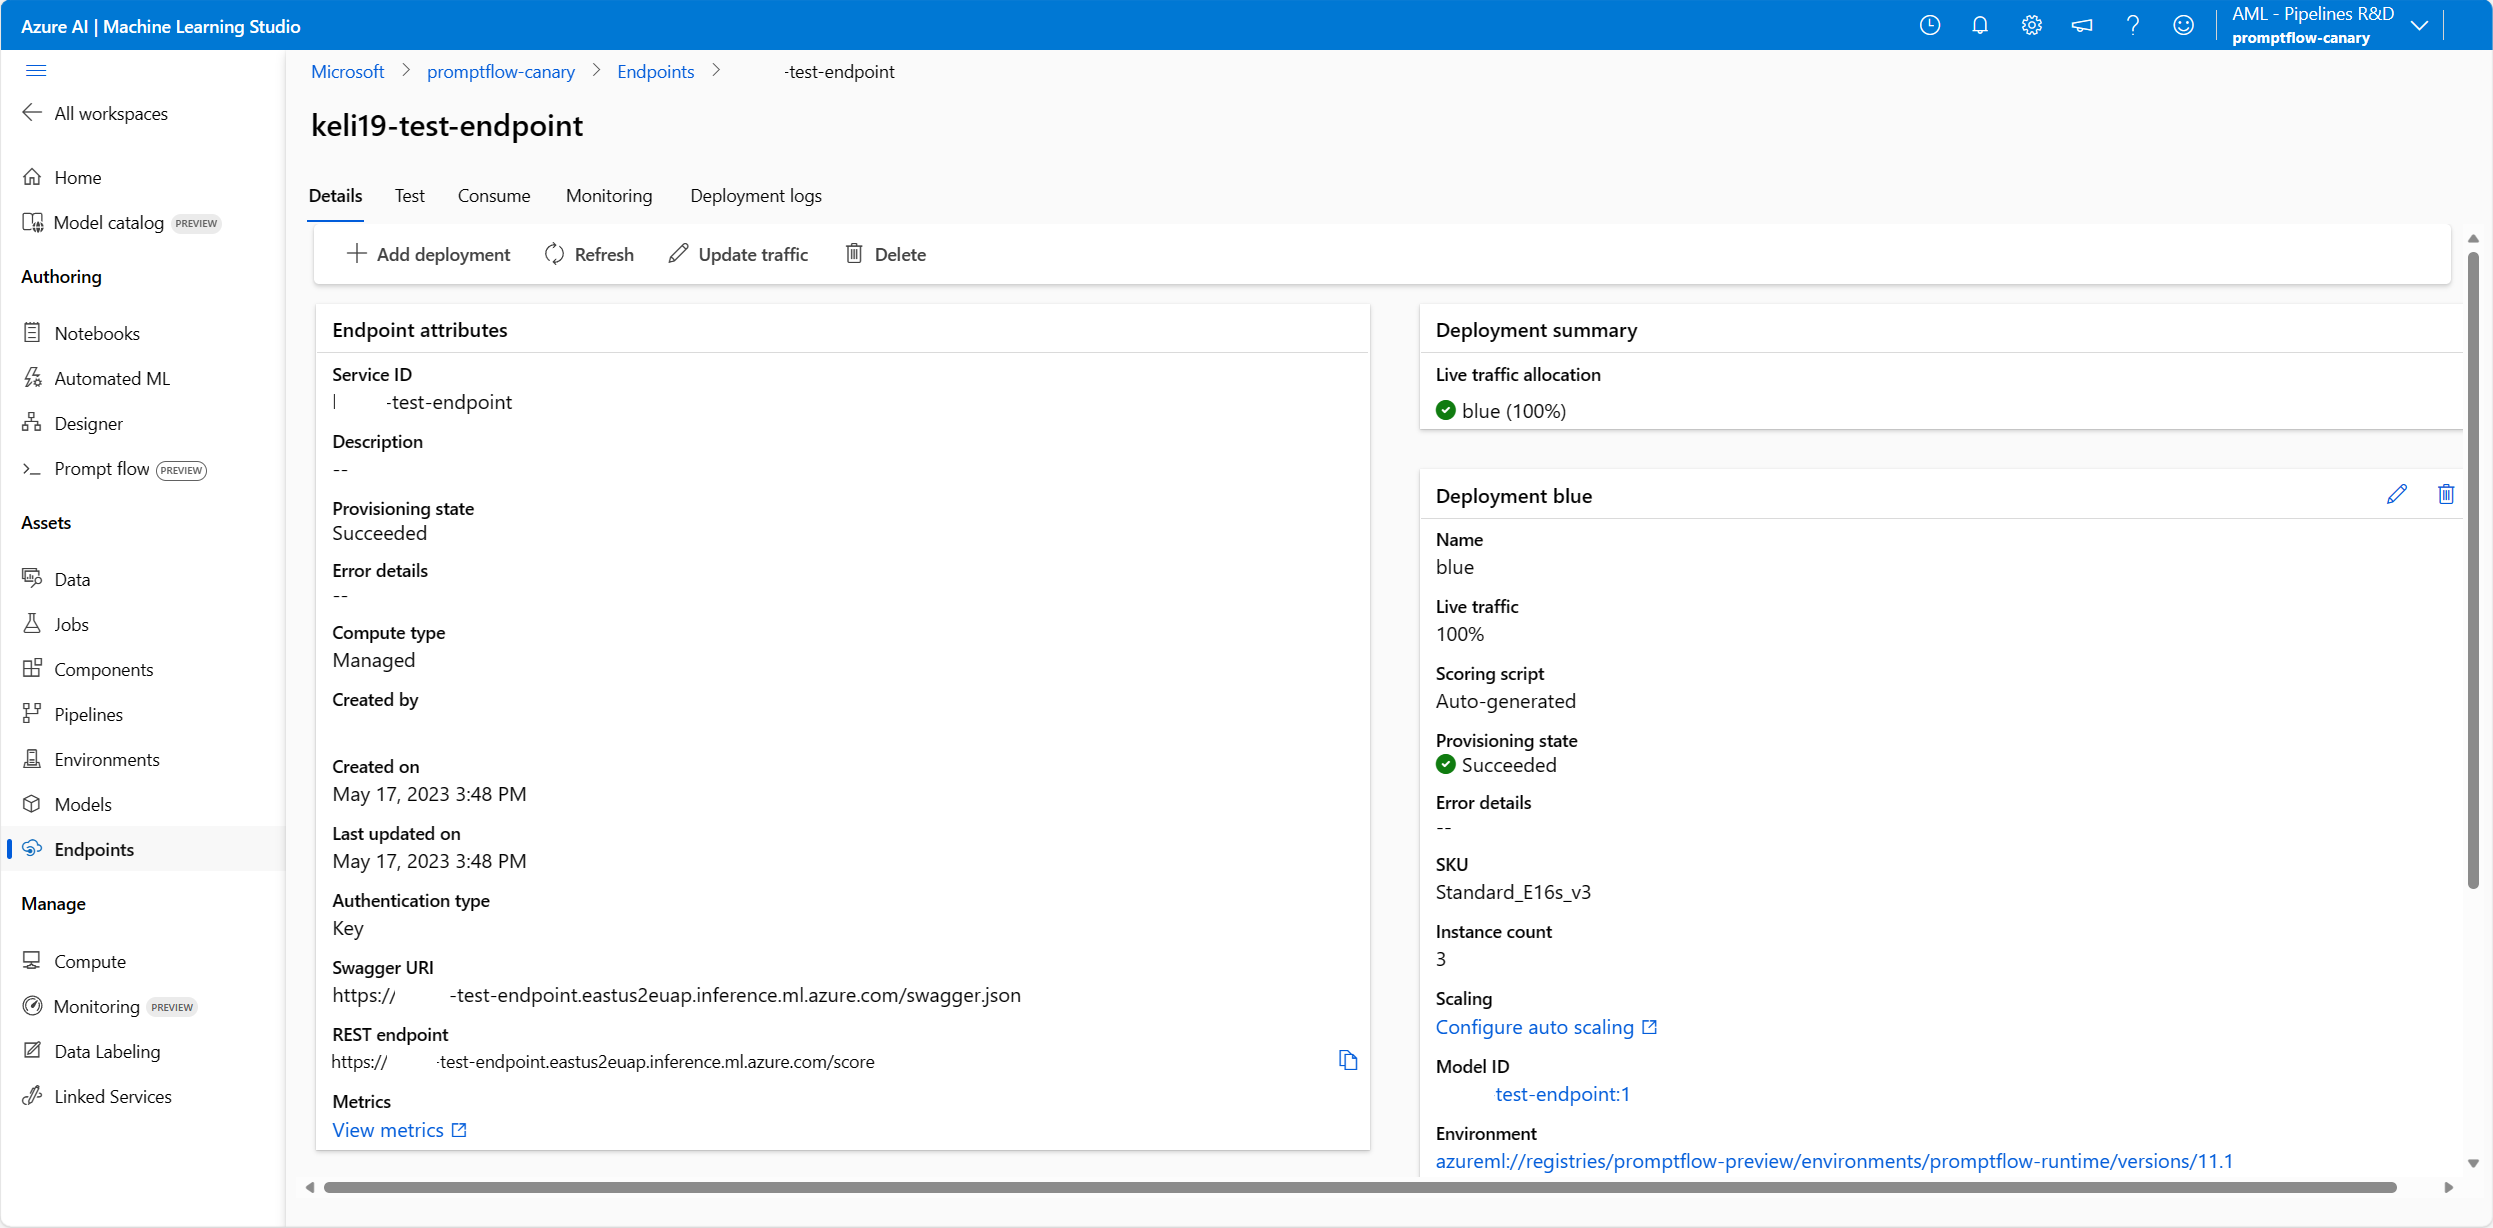 Azure AI | Machine Learning Studio
AML - Pipelines R&D
promptflow-canary
Microsoft > promptflow-canary > Endpoints > -test-endpoint
All workspaces
Home
Model catalog PREVIEW
Authoring
Notebooks
Automated ML
Designer
Prompt flow PREVIEW
Assets
Data
Jobs
Components
Pipelines
Environments
Models
Endpoints
Manage
Compute
Monitoring PREVIEW
Data Labeling
Linked Services
keli19-test-endpoint
Details Test Consume Monitoring Deployment logs
Add deployment Refresh Update traffic Delete
Endpoint attributes
Service ID
-test-endpoint
Description
--
Provisioning state
Succeeded
Error details
--
Compute type
Managed
Created by
Created on
May 17, 2023 3:48 PM
Last updated on
May 17, 2023 3:48 PM
Authentication type
Key
Swagger URI
https:// -test-endpoint.eastus2euap.inference.ml.azure.com/swagger.json
REST endpoint
https:// -test-endpoint.eastus2euap.inference.ml.azure.com/score
Metrics
View metrics
Deployment summary
Live traffic allocation
blue (100%)
Deployment blue
Name
blue
Live traffic
100%
Scoring script
Auto-generated
Provisioning state
Succeeded
Error details
--
SKU
Standard_E16s_v3
Instance count
3
Scaling
Configure auto scaling
Model ID
test-endpoint:1
Environment
azureml://registries/promptflow-preview/environments/promptflow-runtime/versions/11.1